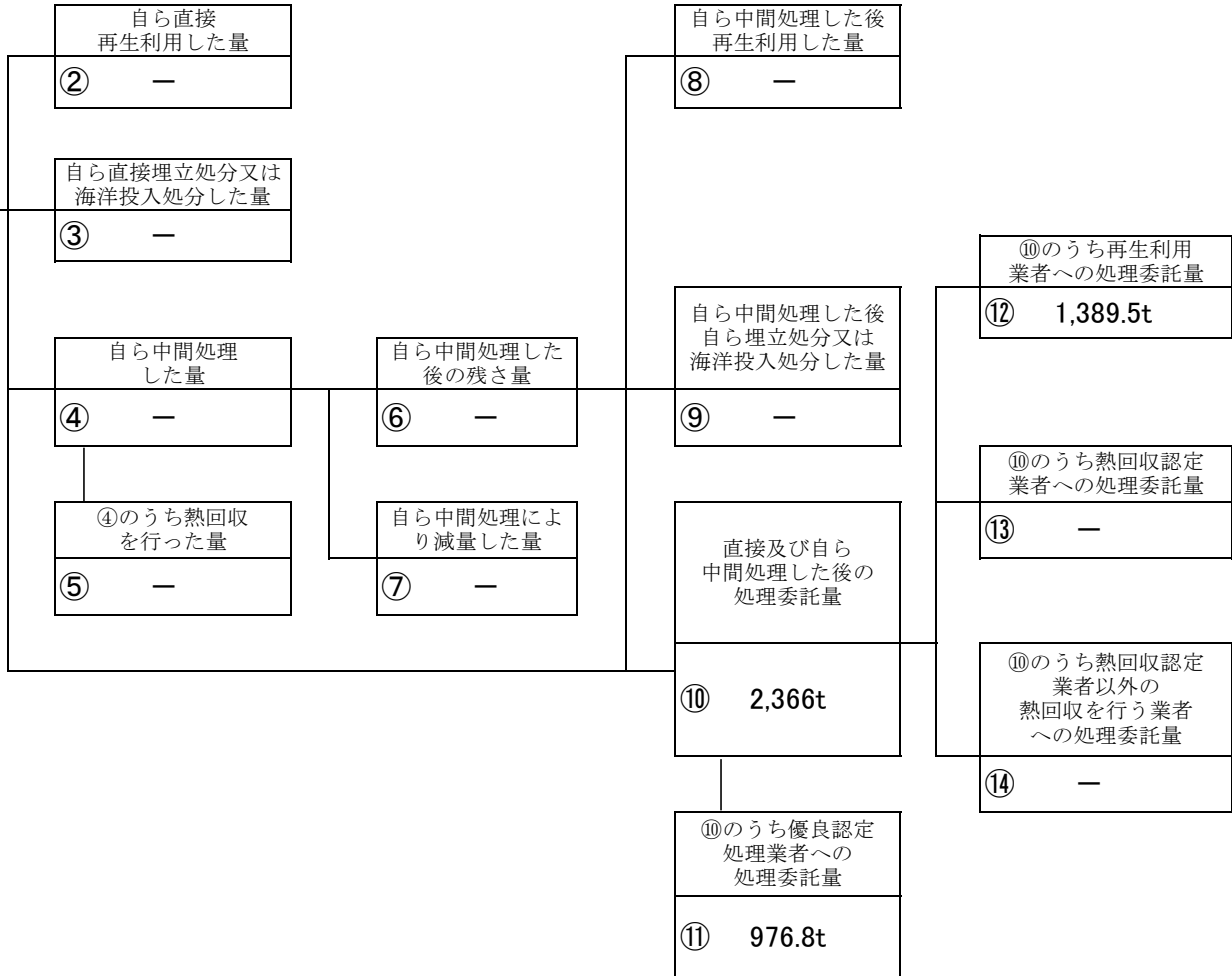 自ら直接
再生利用した量
② －
自ら直接埋立処分又は
海洋投入処分した量
③ －
自ら中間処理
した量
④ －
④のうち熱回収
を行った量
⑤ －
自ら中間処理した
後の残さ量
⑥ －
自ら中間処理によ
り減量した量
⑦ －
自ら中間処理した後
再生利用した量
⑧ －
自ら中間処理した後
自ら埋立処分又は
海洋投入処分した量
⑨ －
直接及び自ら
中間処理した後の
処理委託量
⑩ 2,366t
⑩のうち優良認定
処理業者への
処理委託量
⑪ 976.8t
⑩のうち再生利用
業者への処理委託量
⑫ 1,389.5t
⑩のうち熱回収認定
業者への処理委託量
⑬ －
⑩のうち熱回収認定
業者以外の
熱回収を行う業者
への処理委託量
⑭ －